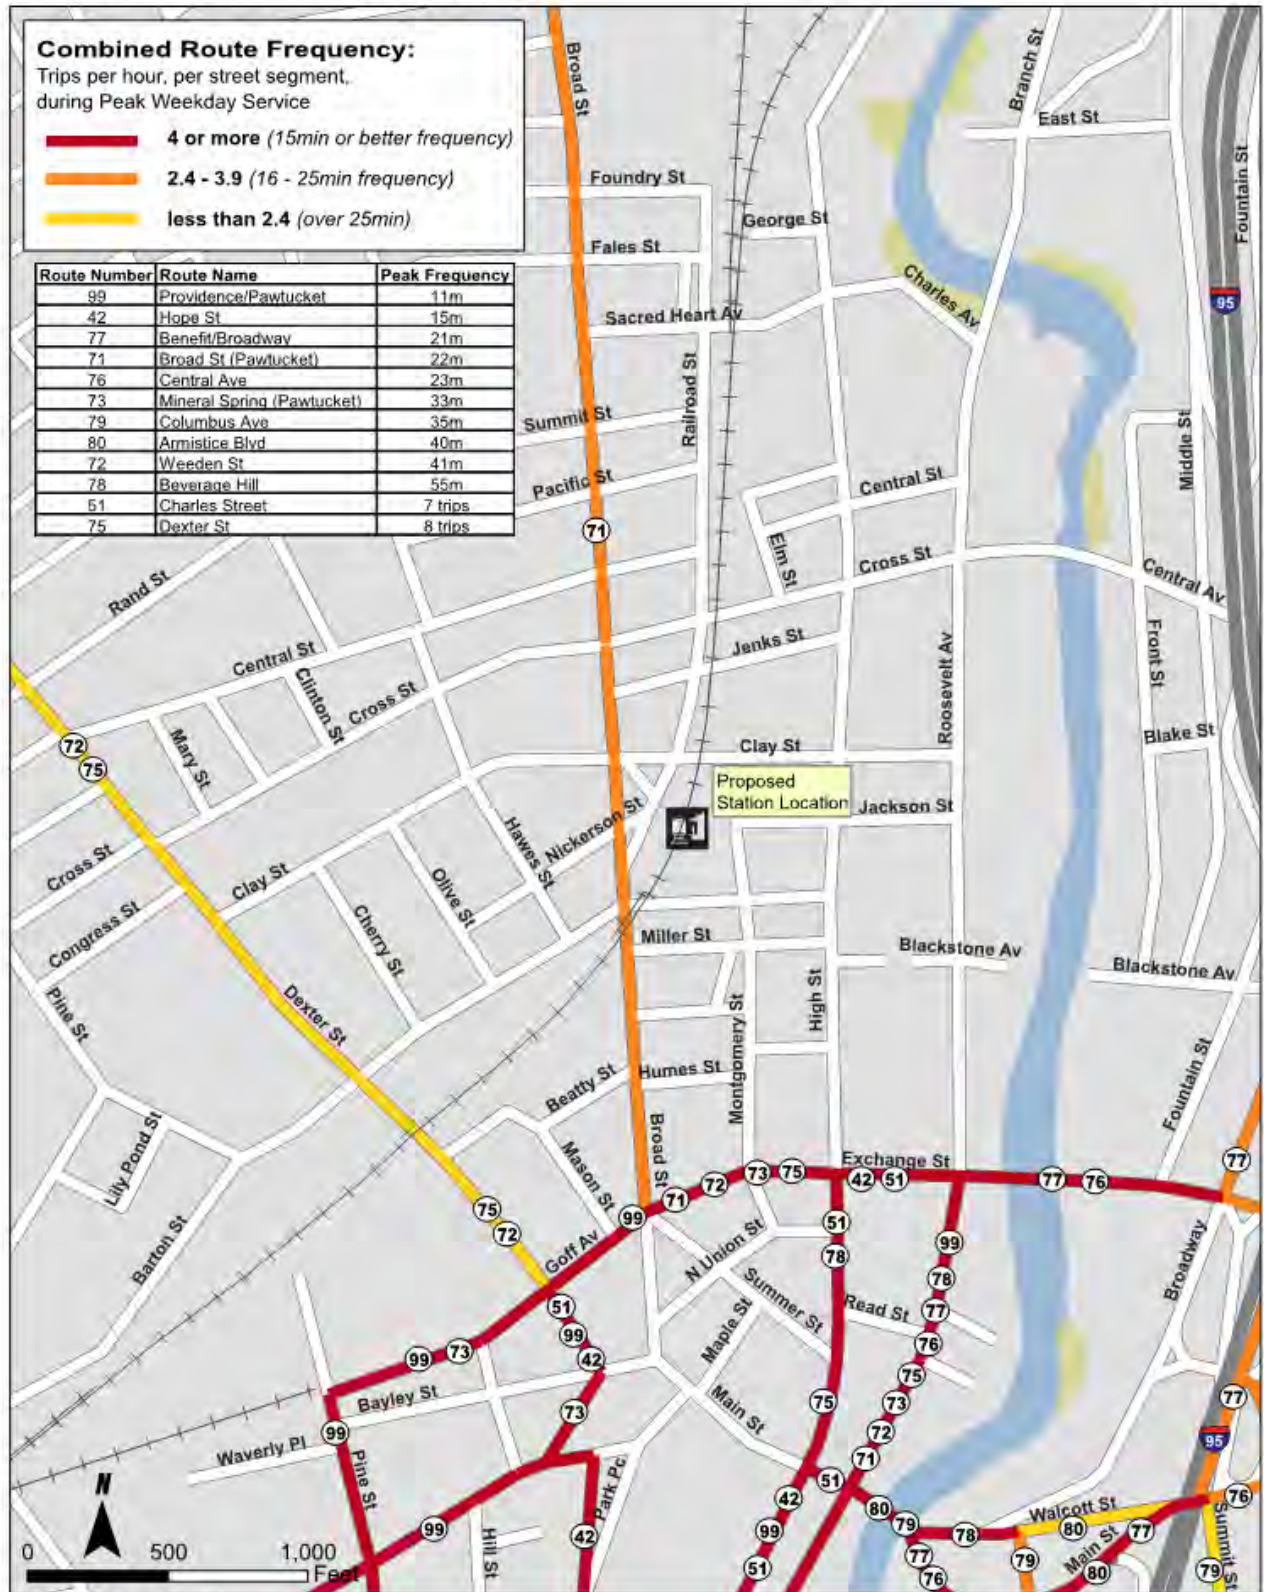 Combined Route Frequency:
Trips per hour, per street segment,
during Peak Weekday Service
4 or more (15min or better frequency)
2.4 - 3.9 (16 - 25min frequency)
less than 2.4 (over 25min)
Route Number Route Name Peak Frequency
99 Providence/Pawtucket 11m
42 Hope St 15m
77 Benefit/Broadway 21m
71 Broad St (Pawtucket) 22m
76 Central Ave 23m
73 Mineral Spring (Pawtucket) 33m
79 Columbus Ave 35m
80 Armistice Blvd 40m
72 Weeden St 41m
78 Beverage Hill 55m
51 Charles Street 7 trips
75 Dexter St 8 trips
Broad St
Branch St
East St
Fountain St
Foundry St
George St
Fales St
Charles Av
95
Sacred Heart Av
Railroad St
Summit St
Middle St
Pacific St
Central St
71
Elm St
Cross St
Central Av
Rand St
Jenks St
Front St
Central St
Clinton St
Cross St
Roosevelt Av
72
75
Mary St
Clay St
Blake St
Proposed
Station Location
Jackson St
Nickerson St
Hawes St
Cross St
Clay St
Olive St
Congress St
Cherry St
Miller St
Blackstone Av
Blackstone Av
Pine St
Dexter St
High St
Montgomery St
Fountain St
Humes St
Beatty St
Broad St
Mason St
Lilly Pond St
Barton St
Exchange St
99
71
72
73
75
42
51
77
76
77
75
72
Goff Av
N Union St
51
78
99
78
77
76
75
73
72
71
Broadway
Summer St
Read St
Maple St
51
99
42
99
73
Bayley St
73
75
Main St
77
95
Waverly Pl
99
Pine St
Park Pc
N
51
42
99
51
80
79
78
Walcott St
80
76
Summit St
77
Main St
99
Hill St
42
77
76
79
80
79
0 500 1,000
Feet